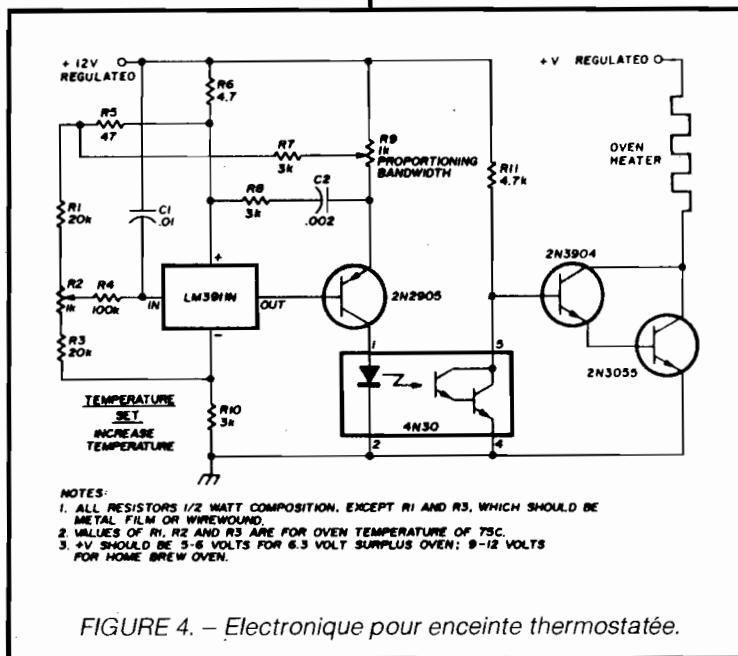 + 12V
REGULATED
+V REGULATED
R6
4.7
R5
47
R7
3k
R9
1k
PROPORTIONING
BANDWIDTH
R11
4.7k
OVEN
HEATER
R8
3k
C2
.002
R1
20k
C1
.01
2N3904
R2
1k
R4
100k
IN
+
LM3911N
-
OUT
2N2905
R3
20k
1
5
2N3055
TEMPERATURE
SET
INCREASE
TEMPERATURE
R10
3k
2
4
4N30
NOTES:
1. ALL RESISTORS 1/2 WATT COMPOSITION, EXCEPT R1 AND R3, WHICH SHOULD BE
METAL FILM OR WIREWOUND.
2. VALUES OF R1, R2 AND R3 ARE FOR OVEN TEMPERATURE OF 75C.
3. +V SHOULD BE 5-6 VOLTS FOR 6.3 VOLT SURPLUS OVEN; 9-12 VOLTS
FOR HOME BREW OVEN.
FIGURE 4. – Electronique pour enceinte thermostatée.